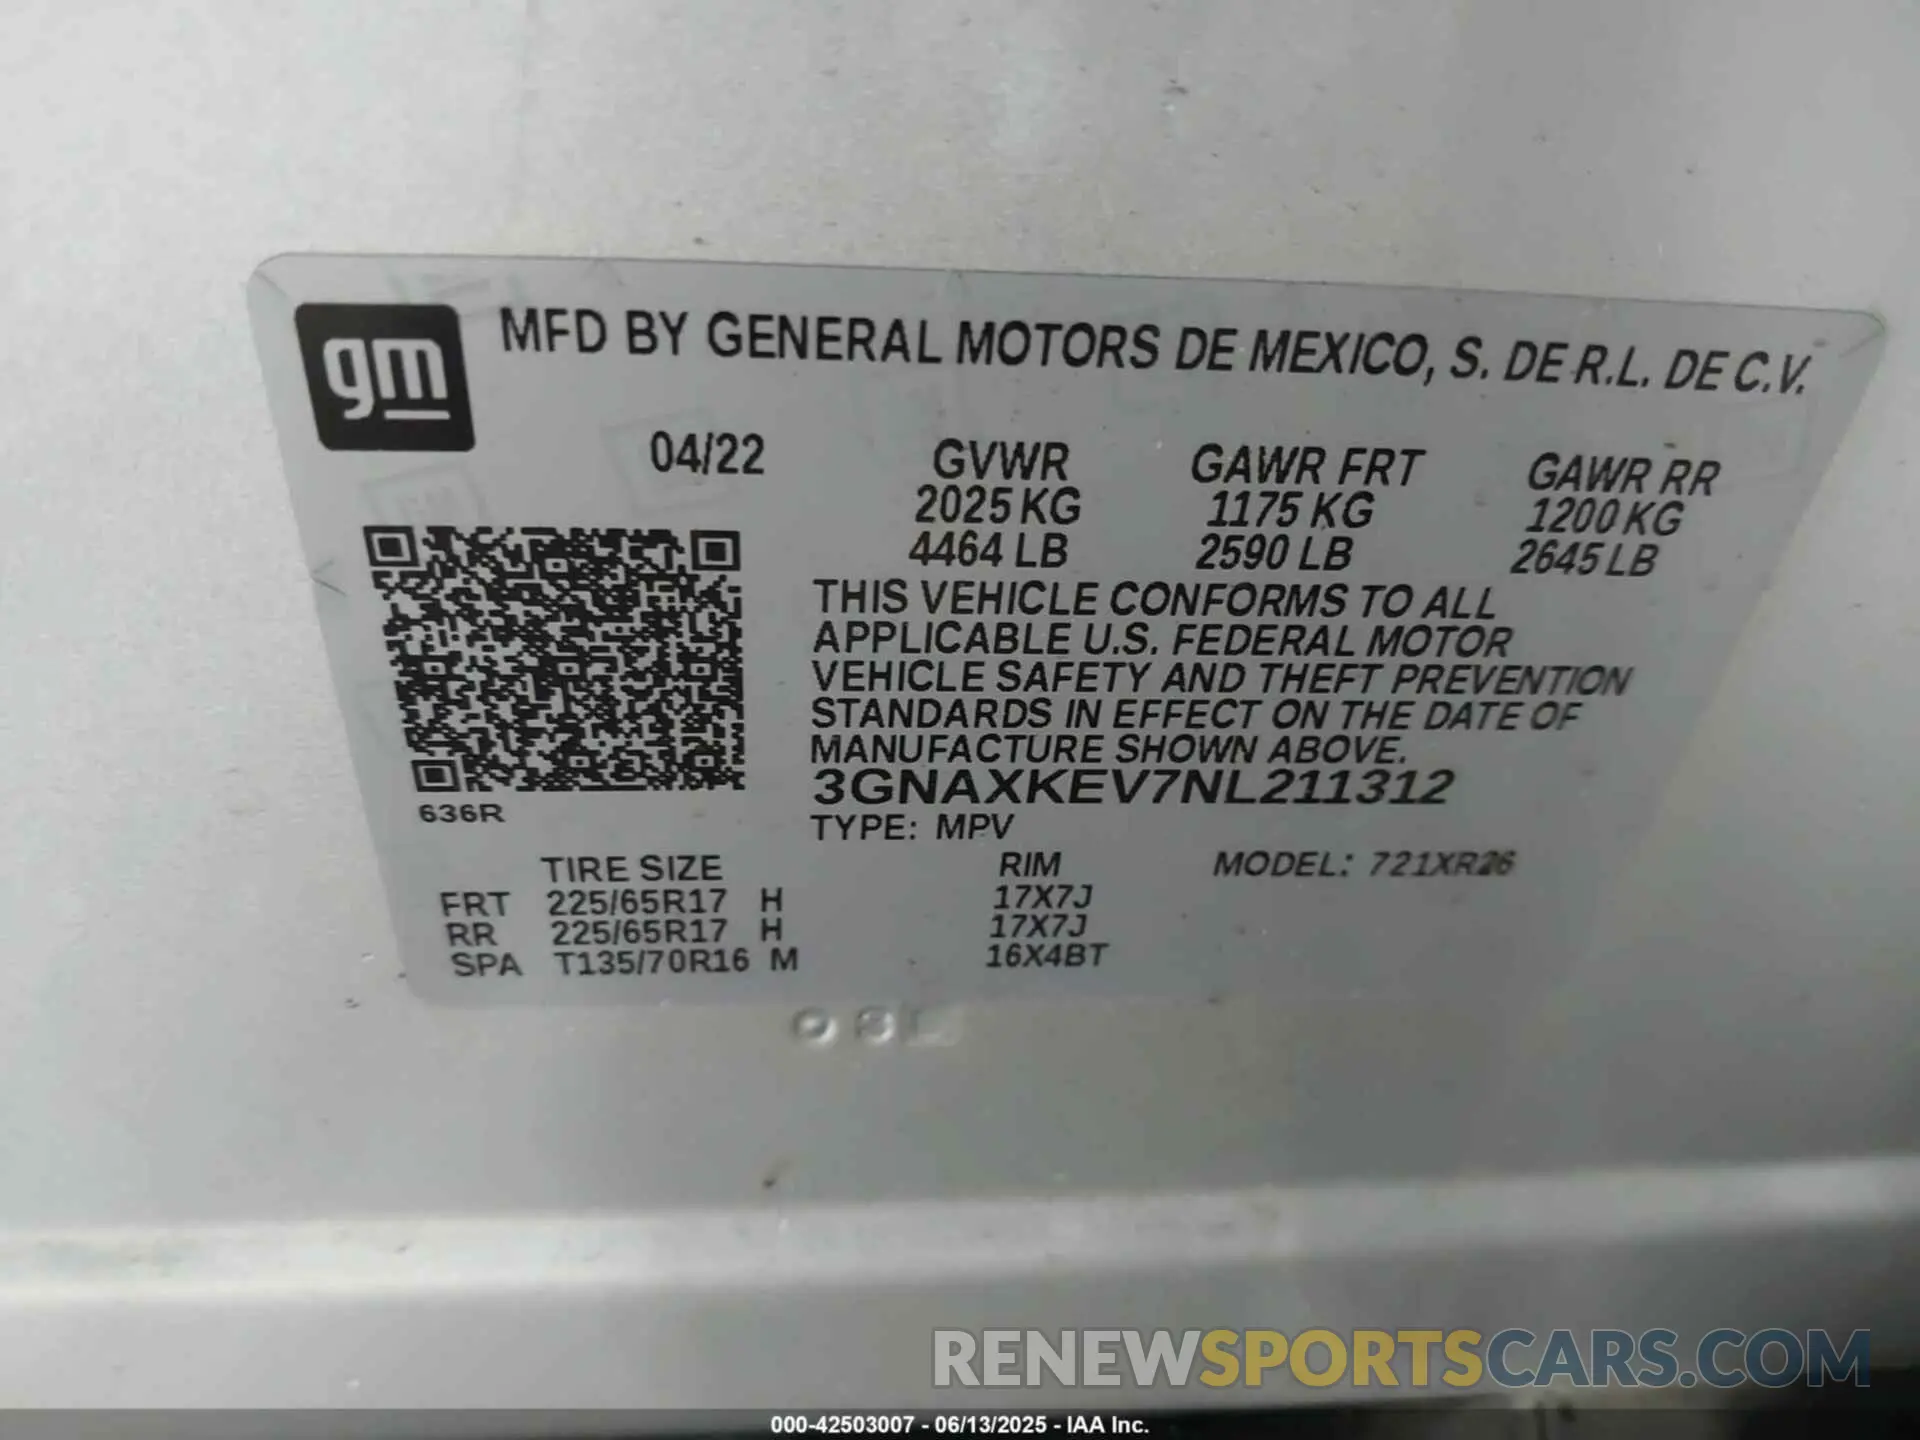 gm
MFD BY GENERAL MOTORS DE MEXICO, S. DE R.L. DE C.V.
04/22 GVWR GAWR FRT GAWR RR
2025 KG 1175 KG 1200 KG
4464 LB 2590 LB 2645 LB
THIS VEHICLE CONFORMS TO ALL
APPLICABLE U.S. FEDERAL MOTOR
VEHICLE SAFETY AND THEFT PREVENTION
STANDARDS IN EFFECT ON THE DATE OF
MANUFACTURE SHOWN ABOVE.
3GNAXKEV7NL211312
636R
TYPE: MPV
TIRE SIZE RIM MODEL: 721XR26
FRT 225/65R17 H 17X7J
RR 225/65R17 H 17X7J
SPA T135/70R16 M 16X4BT
RENEWSPORTSCARS.COM
000-42503007 - 06/13/2025 - IAA Inc.